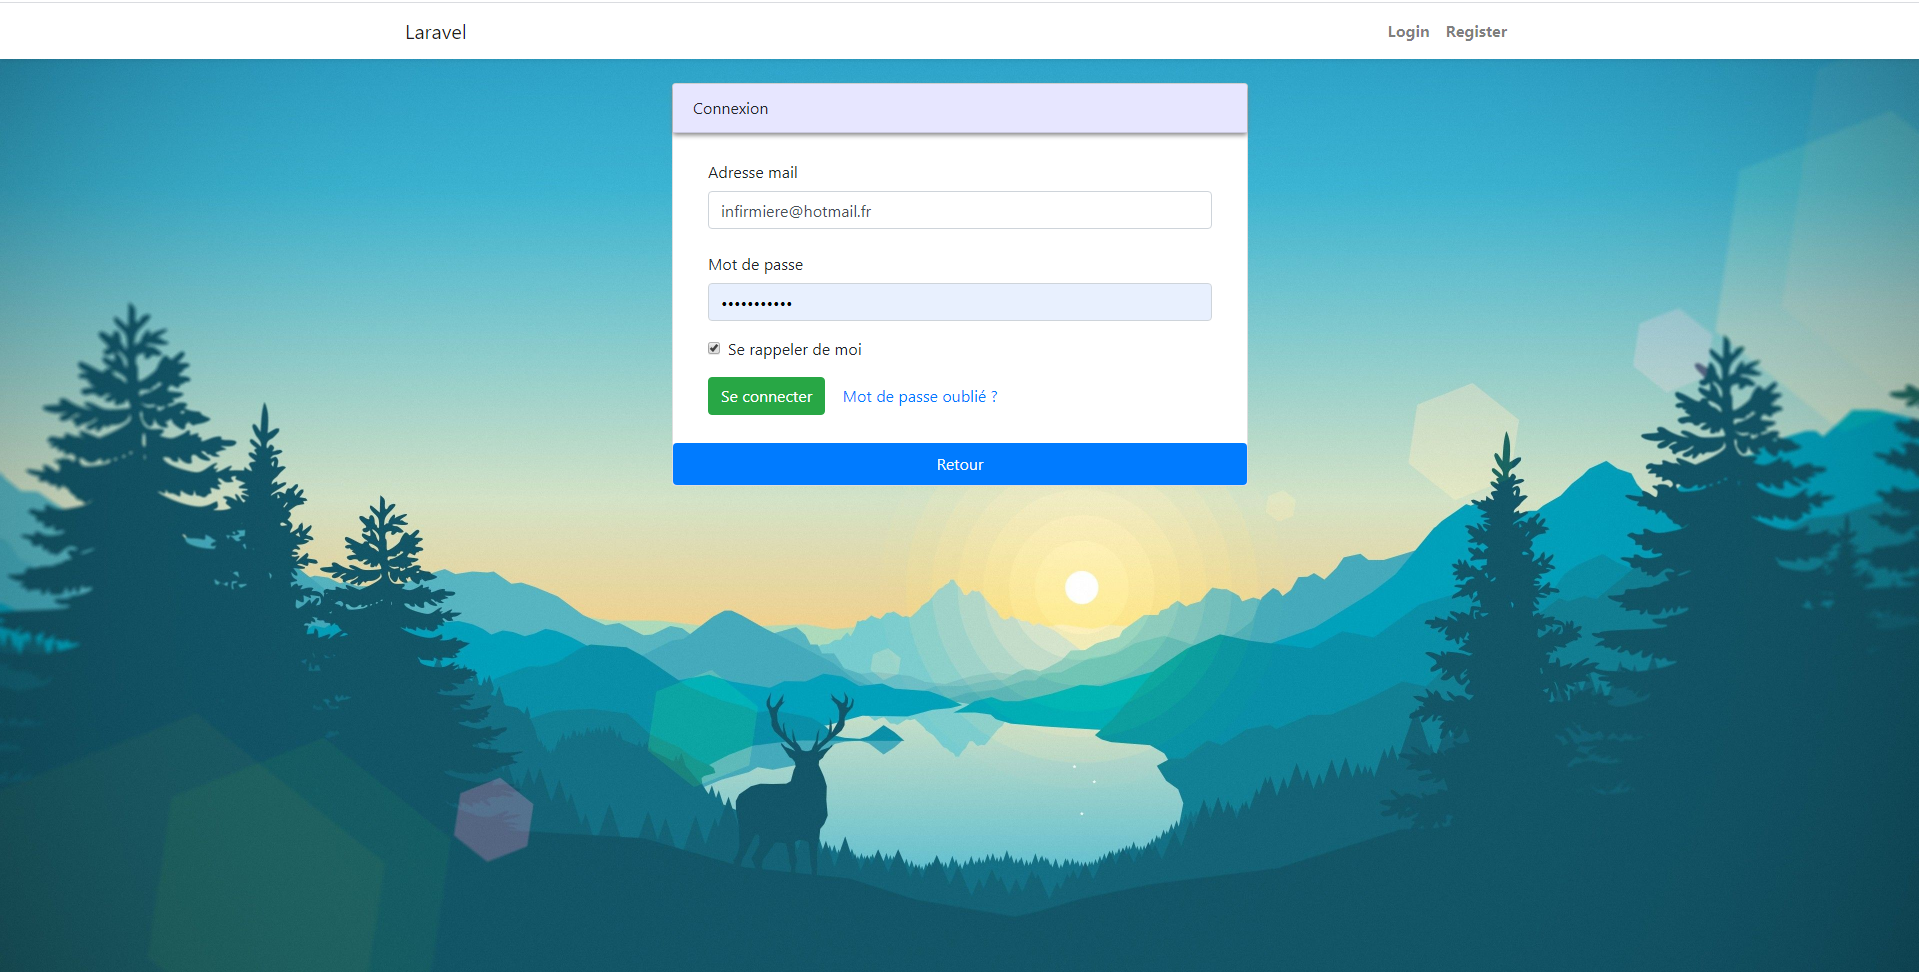 Laravel
Login Register
Connexion
Adresse mail
infirmiere@hotmail.fr
Mot de passe
•••••••••••
Se rappeler de moi
Se connecter Mot de passe oublié ?
Retour